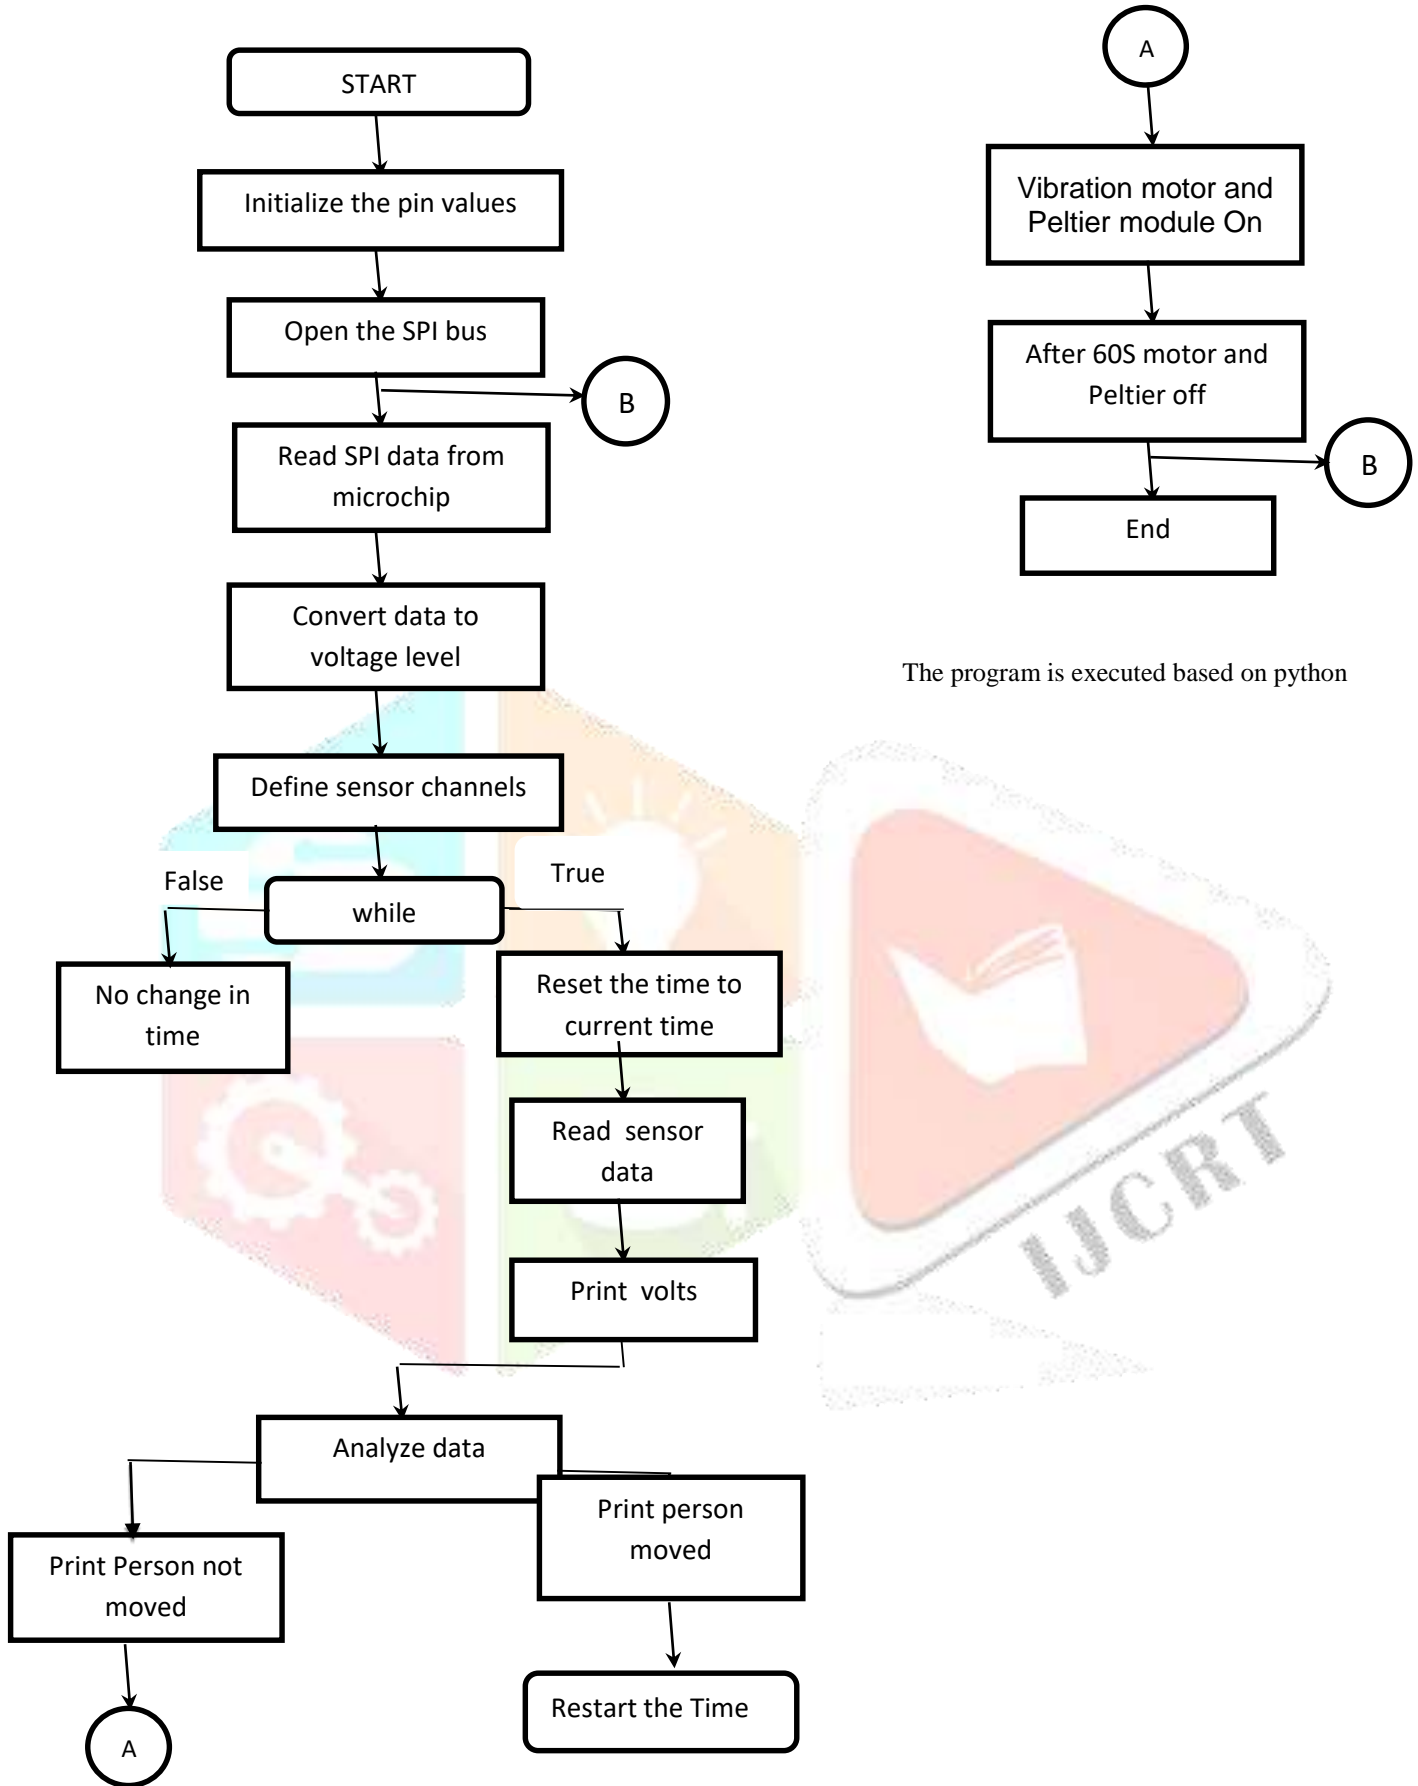 START
Initialize the pin values
Open the SPI bus
B
Read SPI data from
microchip
Convert data to
voltage level
Define sensor channels
False
while
True
No change in
time
Reset the time to
current time
Read sensor
data
Print volts
Analyze data
Print Person not
moved
Print person
moved
A
Restart the Time
A
Vibration motor and
Peltier module On
After 60S motor and
Peltier off
B
End
The program is executed based on python
IJCRT